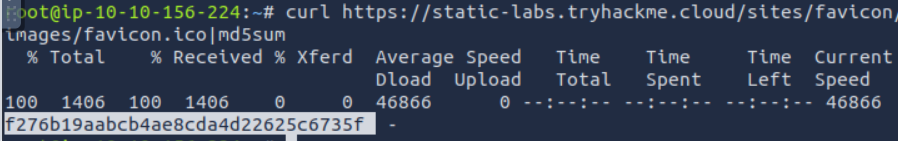 root@ip-10-10-156-224:~# curl https://static-labs.tryhackme.cloud/sites/favicon/
images/favicon.ico|md5sum
  % Total    % Received % Xferd  Average Speed   Time    Time     Time  Current
                                 Dload  Upload   Total   Spent    Left  Speed
100  1406  100  1406    0     0  46866      0 --:--:-- --:--:-- --:--:-- 46866
f276b19aabcb4ae8cda4d22625c6735f  -